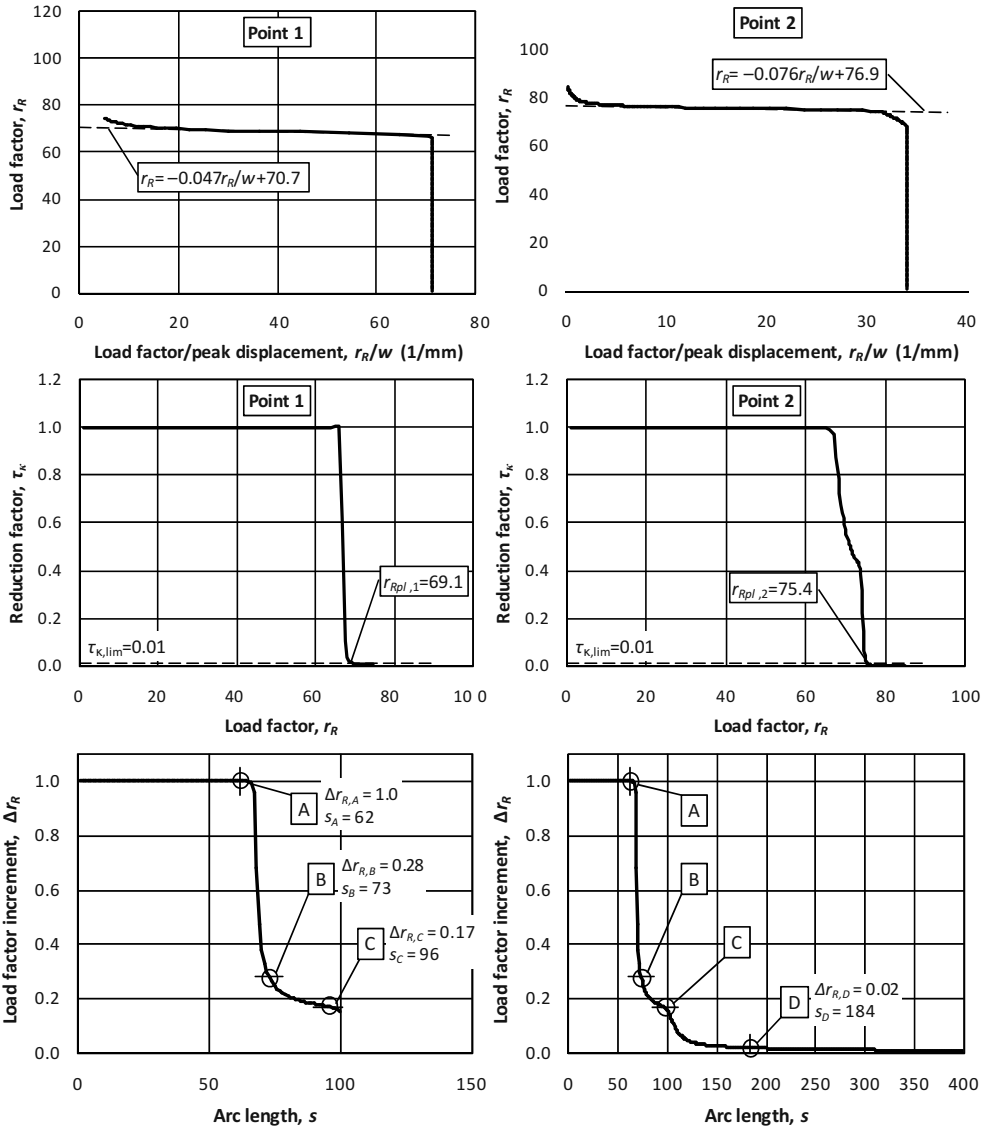 Point 1
Load factor, rR
120
100
80
60
40
20
0
rR=−0.047rR/w+70.7
0 20 40 60 80
Load factor/peak displacement, rR/w (1/mm)
Point 2
Load factor, rR
100
80
60
40
20
0
rR=−0.076rR/w+76.9
0 10 20 30 40
Load factor/peak displacement, rR/w (1/mm)
Point 1
Reduction factor, τκ
1.2
1.0
0.8
0.6
0.4
0.2
0.0
rRpl,1=69.1
τκ,lim=0.01
0 20 40 60 80 10 0
Load factor, rR
Point 2
Reduction factor, τκ
1.2
1.0
0.8
0.6
0.4
0.2
0.0
rRpl,2=75.4
τκ,lim=0.01
0 20 40 60 80 100
Load factor, rR
Load factor increment, ΔrR
1.0
0.8
0.6
0.4
0.2
0.0
A
ΔrR,A = 1.0
sA = 62
B
ΔrR,B = 0.28
sB = 73
C
ΔrR,C = 0.17
sC = 96
0 50 100 150
Arc length, s
Load factor increment, ΔrR
1.0
0.8
0.6
0.4
0.2
0.0
A
B
C
D
ΔrR,D = 0.02
sD = 184
0 50 100 150 200 250 300 350 400
Arc length, s